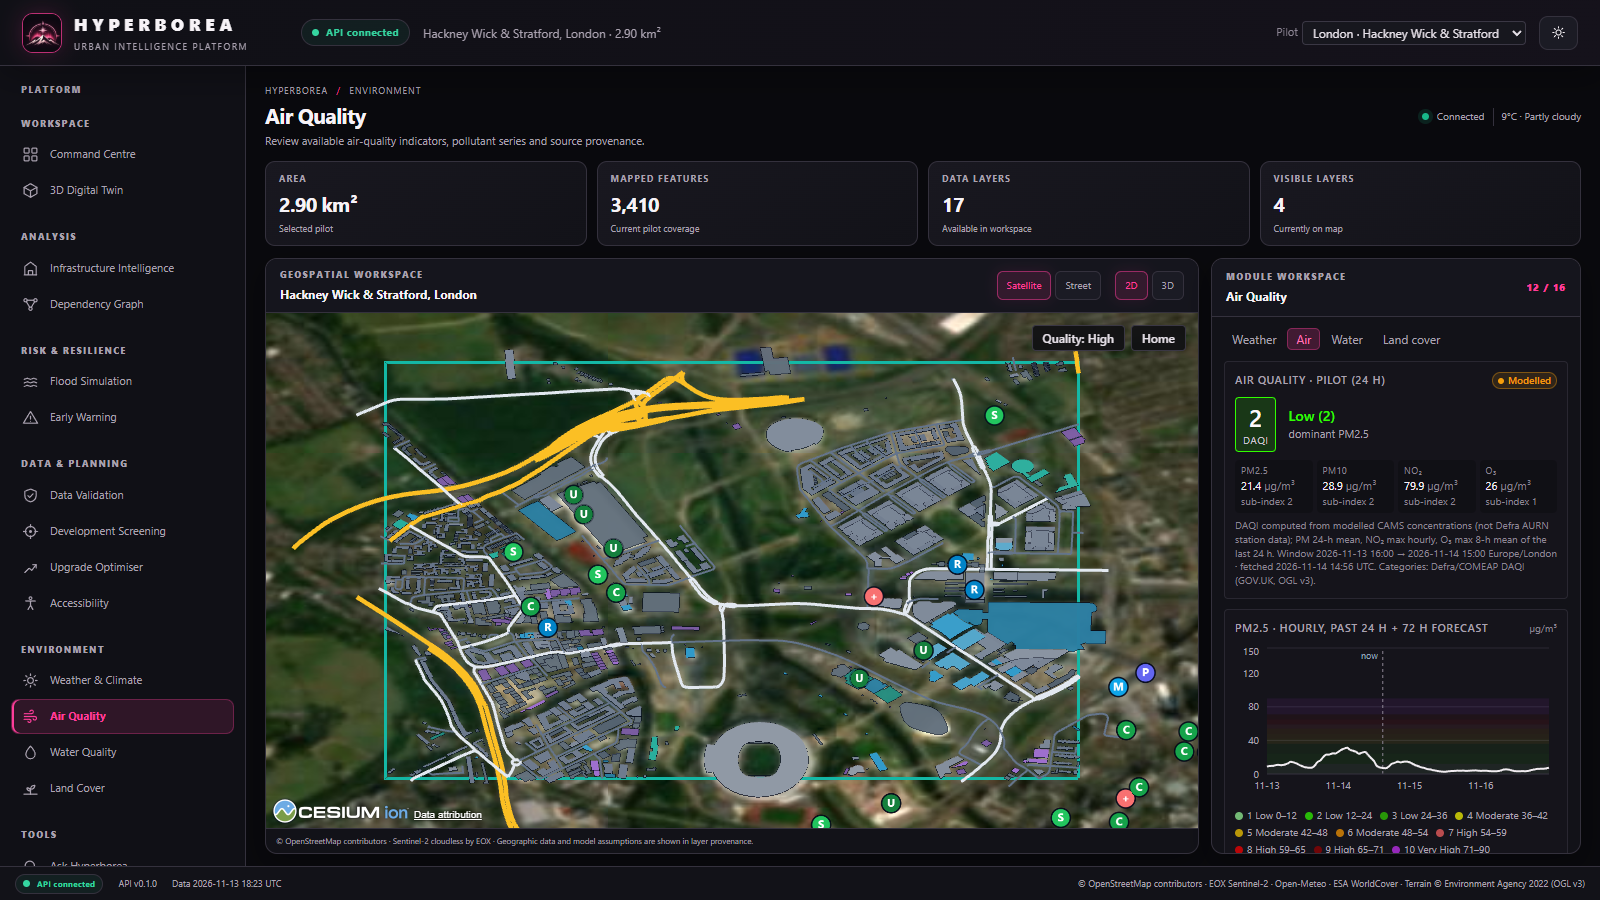 HYPERBOREA
URBAN INTELLIGENCE PLATFORM
API connected
Hackney Wick & Stratford, London · 2.90 km²
Pilot
London · Hackney Wick & Stratford
PLATFORM
WORKSPACE
Command Centre
3D Digital Twin
ANALYSIS
Infrastructure Intelligence
Dependency Graph
RISK & RESILIENCE
Flood Simulation
Early Warning
DATA & PLANNING
Data Validation
Development Screening
Upgrade Optimiser
Accessibility
ENVIRONMENT
Weather & Climate
Air Quality
Water Quality
Land Cover
TOOLS
Ask Hyperborea
HYPERBOREA / ENVIRONMENT
Air Quality
Review available air-quality indicators, pollutant series and source provenance.
Connected
9°C · Partly cloudy
AREA
2.90 km²
Selected pilot
MAPPED FEATURES
3,410
Current pilot coverage
DATA LAYERS
17
Available in workspace
VISIBLE LAYERS
4
Currently on map
GEOSPATIAL WORKSPACE
Hackney Wick & Stratford, London
Satellite
Street
2D
3D
Quality: High
Home
S
U
U
U
S
S
C
C
R
R
R
+
U
U
P
M
C
C
C
C
+
U
S
S
C
CESIUM ion
Data attribution
© OpenStreetMap contributors · Sentinel-2 cloudless by EOX · Geographic data and model assumptions are shown in layer provenance.
MODULE WORKSPACE
Air Quality
12 / 16
Weather
Air
Water
Land cover
AIR QUALITY · PILOT (24 H)
Modelled
2
DAQI
Low (2)
dominant PM2.5
PM2.5
21.4 µg/m³
sub-index 2
PM10
28.9 µg/m³
sub-index 2
NO₂
79.9 µg/m³
sub-index 2
O₃
26 µg/m³
sub-index 1
DAQI computed from modelled CAMS concentrations (not Defra AURN
station data); PM 24-h mean, NO₂ max hourly, O₃ max 8-h mean of the
last 24 h. Window 2026-11-13 16:00 → 2026-11-14 15:00 Europe/London
· fetched 2026-11-14 14:56 UTC. Categories: Defra/COMEAP DAQI
(GOV.UK, OGL v3).
PM2.5 · HOURLY, PAST 24 H + 72 H FORECAST
µg/m³
150
120
80
40
0
now
11-13
11-14
11-15
11-16
1 Low 0–12
2 Low 12–24
3 Low 24–36
4 Moderate 36–42
5 Moderate 42–48
6 Moderate 48–54
7 High 54–59
8 High 59–65
9 High 65–71
10 Very High 71–90
API connected
API v0.1.0
Data 2026-11-13 18:23 UTC
© OpenStreetMap contributors · EOX Sentinel-2 · Open-Meteo · ESA WorldCover · Terrain © Environment Agency 2022 (OGL v3)